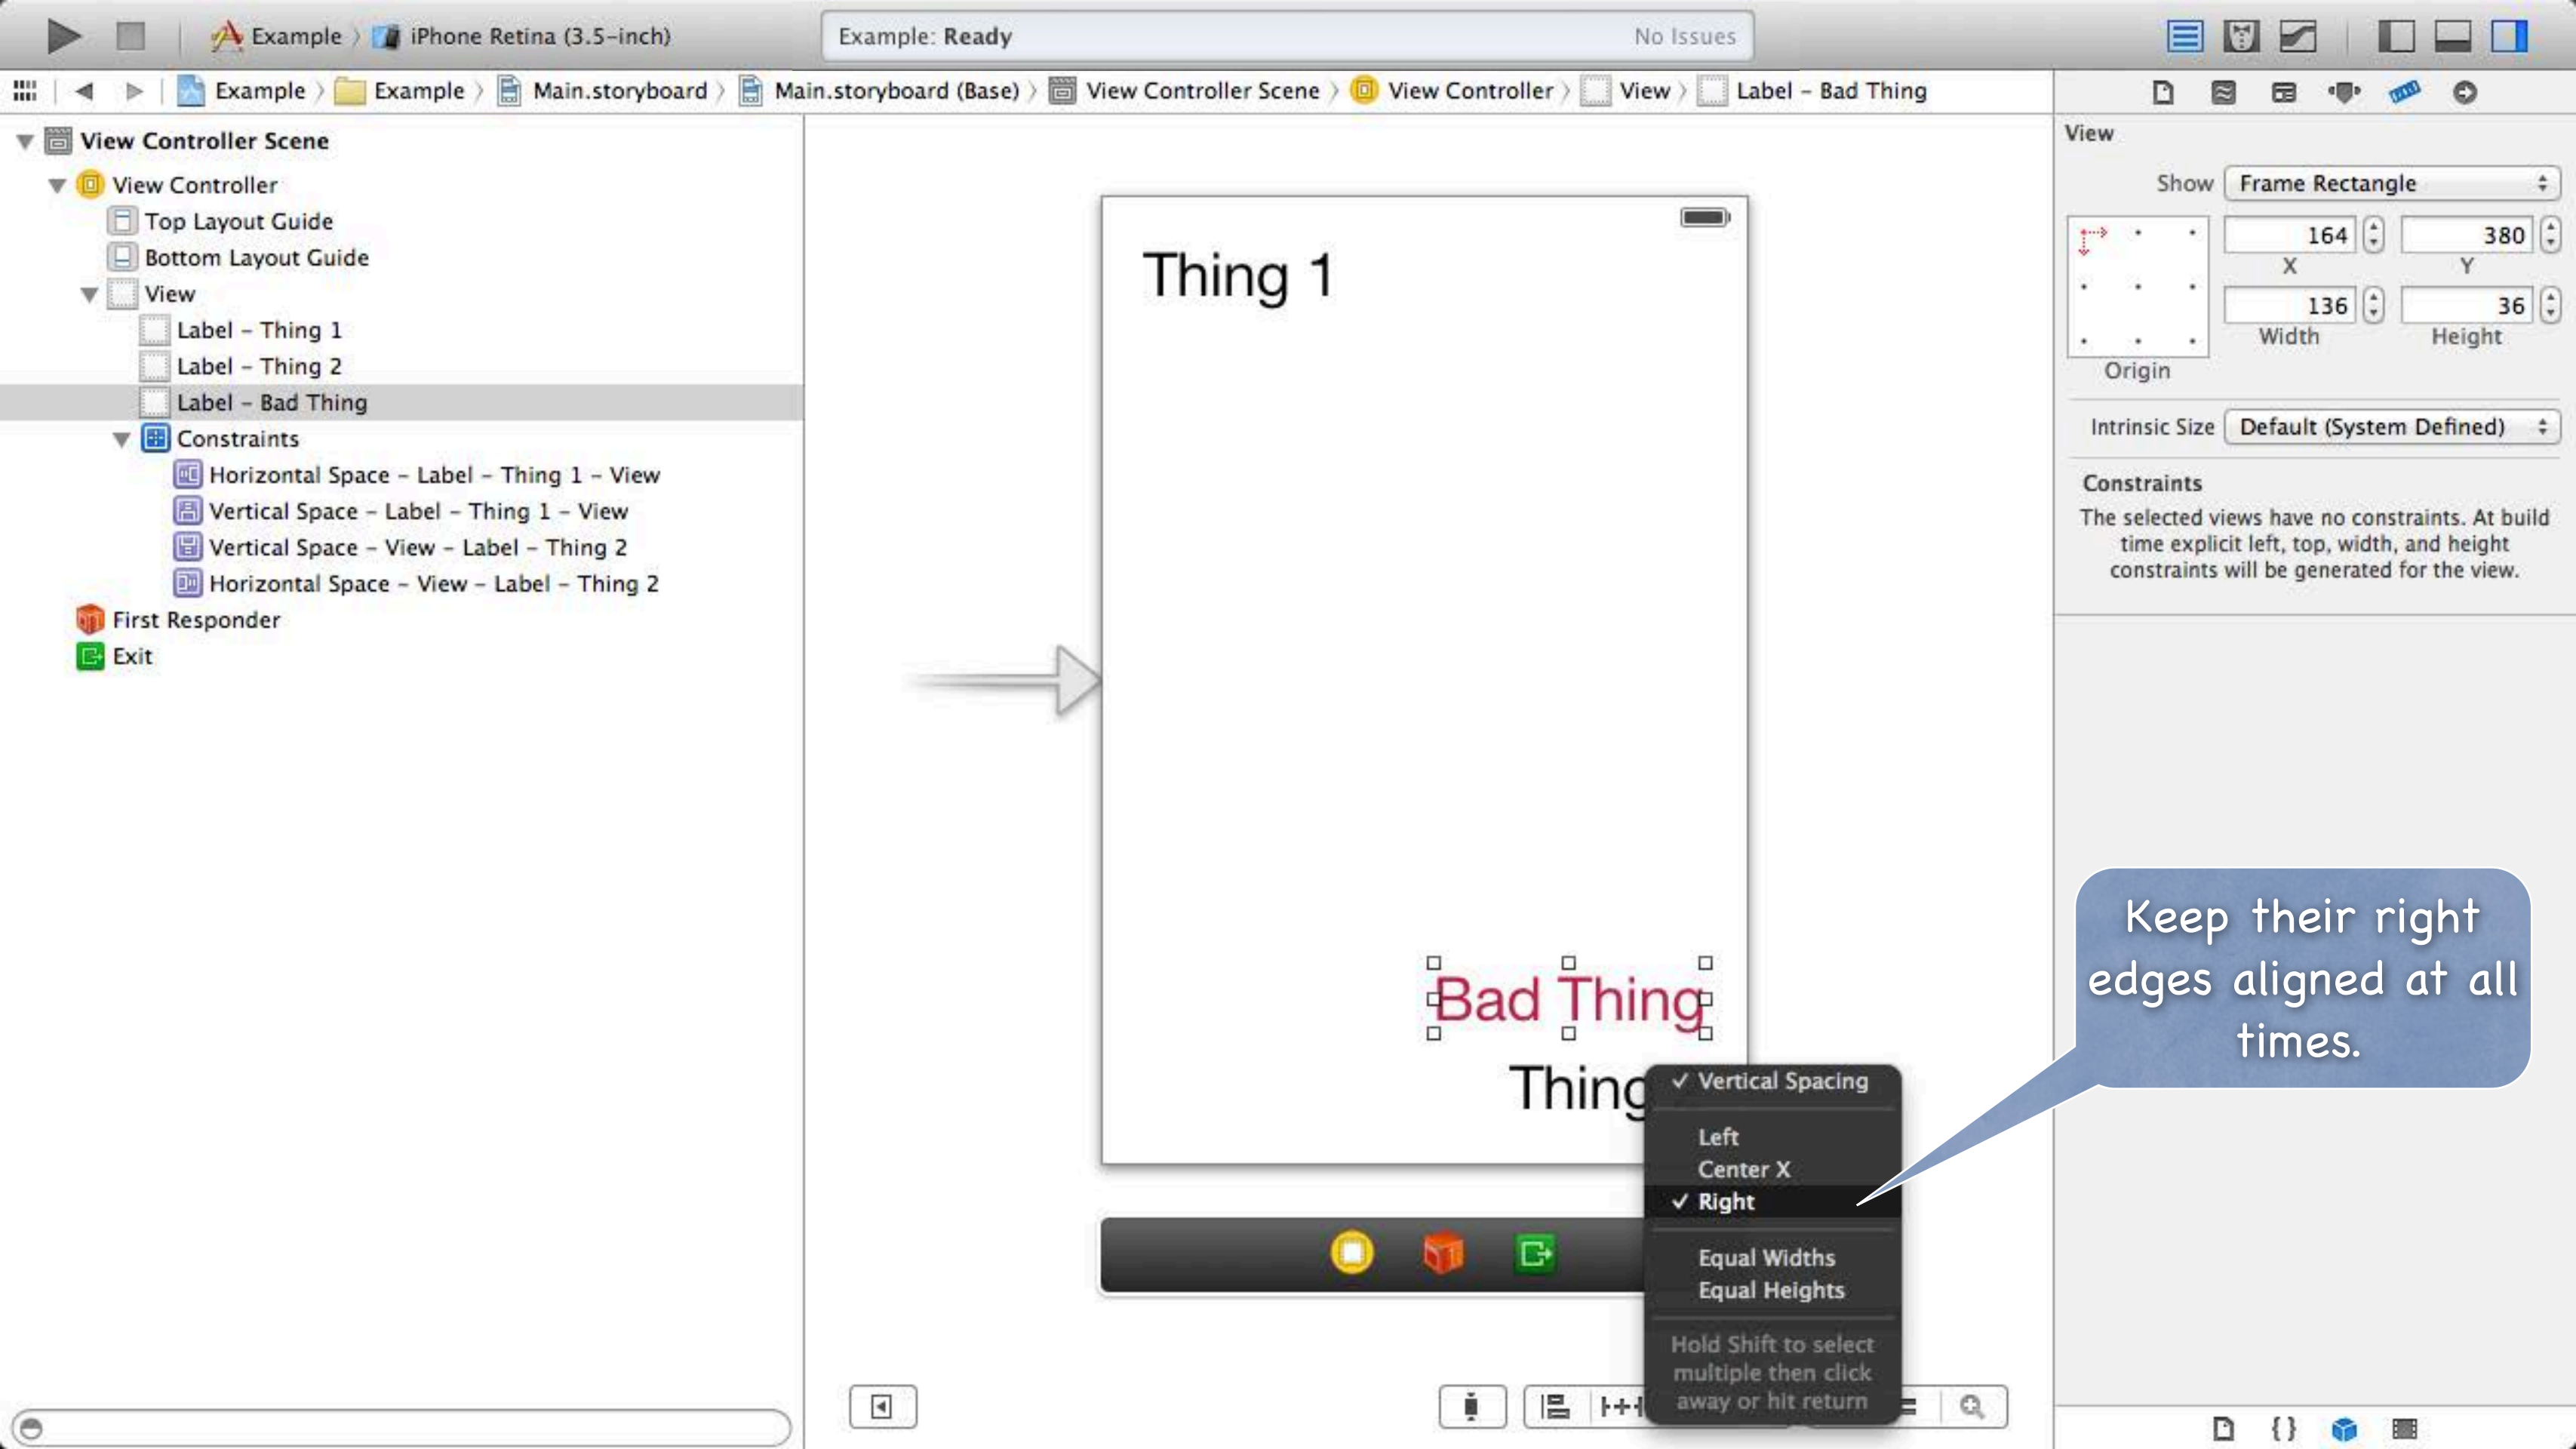 Example › iPhone Retina (3.5-inch)
Example: Ready
No Issues
Example › Example › Main.storyboard › Main.storyboard (Base) › View Controller Scene › View Controller › View › Label – Bad Thing
View Controller Scene
View Controller
Top Layout Guide
Bottom Layout Guide
View
Label – Thing 1
Label – Thing 2
Label – Bad Thing
Constraints
Horizontal Space – Label – Thing 1 – View
Vertical Space – Label – Thing 1 – View
Vertical Space – View – Label – Thing 2
Horizontal Space – View – Label – Thing 2
First Responder
Exit
Thing 1
Bad Thing
Thing
✓ Vertical Spacing
Left
Center X
✓ Right
Equal Widths
Equal Heights
Hold Shift to select
multiple then click
away or hit return
View
Show Frame Rectangle
164 380
X Y
136 36
Width Height
Origin
Intrinsic Size Default (System Defined)
Constraints
The selected views have no constraints. At build
time explicit left, top, width, and height
constraints will be generated for the view.
Keep their right
edges aligned at all
times.
{ }